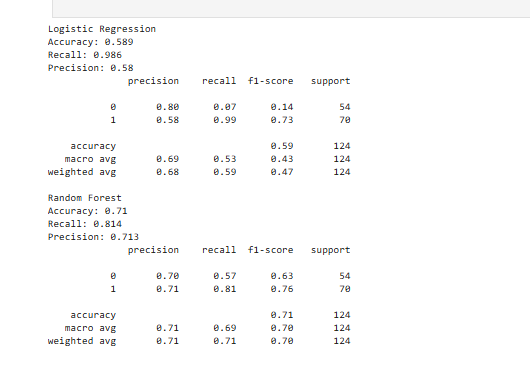 Logistic Regression
Accuracy: 0.589
Recall: 0.986
Precision: 0.58
precision recall f1-score support
0 0.80 0.07 0.14 54
1 0.58 0.99 0.73 70
accuracy 0.59 124
macro avg 0.69 0.53 0.43 124
weighted avg 0.68 0.59 0.47 124
Random Forest
Accuracy: 0.71
Recall: 0.814
Precision: 0.713
precision recall f1-score support
0 0.70 0.57 0.63 54
1 0.71 0.81 0.76 70
accuracy 0.71 124
macro avg 0.71 0.69 0.70 124
weighted avg 0.71 0.71 0.70 124